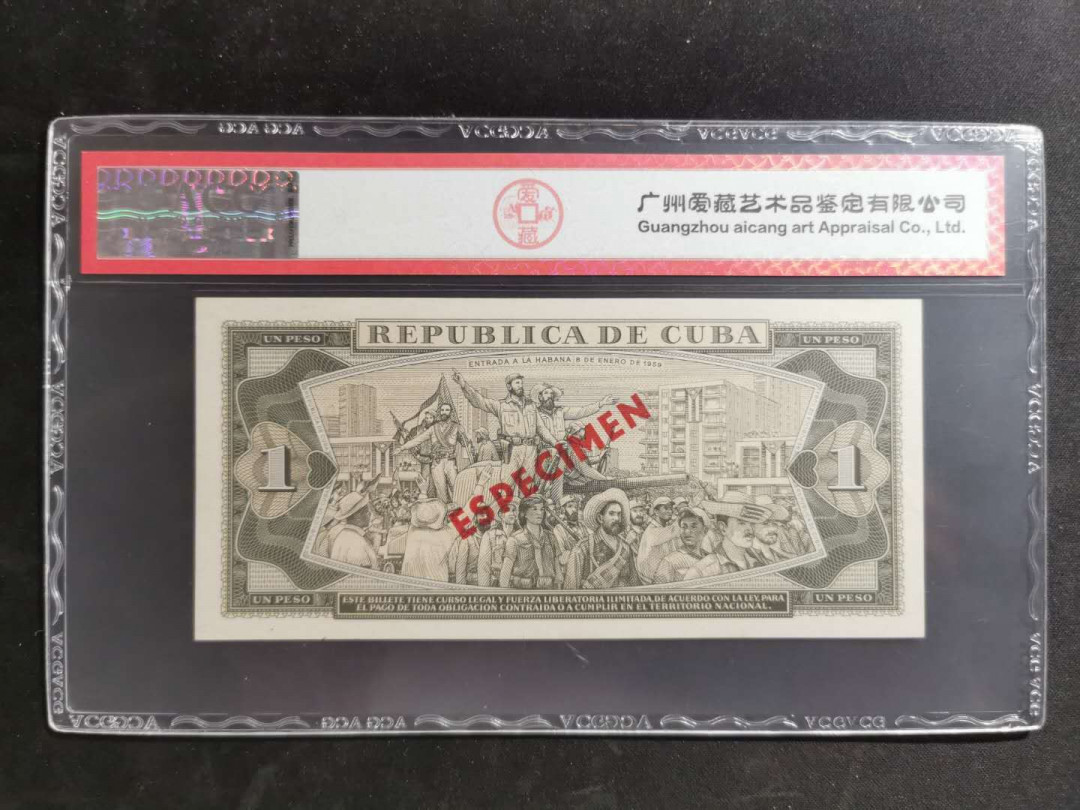 爱
藏
广州爱藏艺术品鉴定有限公司
Guangzhou aicang art Appraisal Co., Ltd.
UN PESO
REPUBLICA DE CUBA
UN PESO
ENTRADA A LA HABANA 8 DE ENERO DE 1959
1
ESPECIMEN
1
UN PESO
ESTE BILLETE TIENE CURSO LEGAL Y FUERZA LIBERATORIA ILIMITADA, DE ACUERDO CON LA LEY, PARA
EL PAGO DE TODA OBLIGACION CONTRAIDA O A CUMPLIR EN EL TERRITORIO NACIONAL.
UN PESO